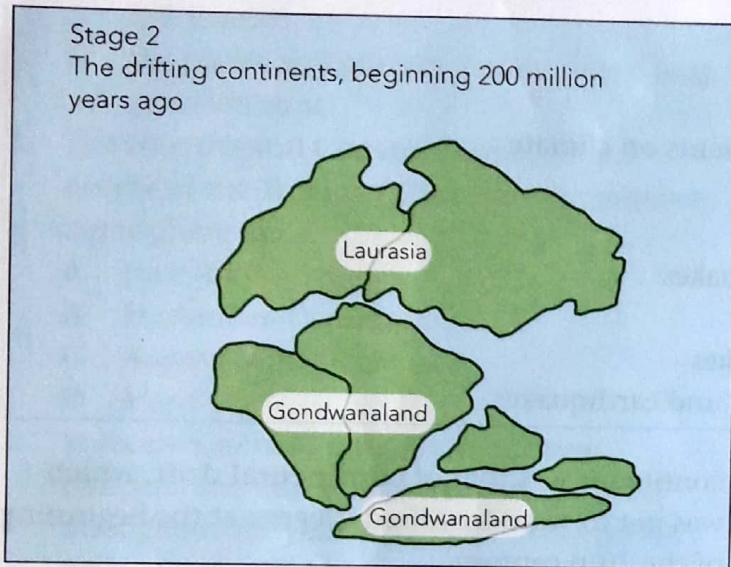 Stage 2
The drifting continents, beginning 200 million
years ago
Laurasia
Gondwanaland
Gondwanaland